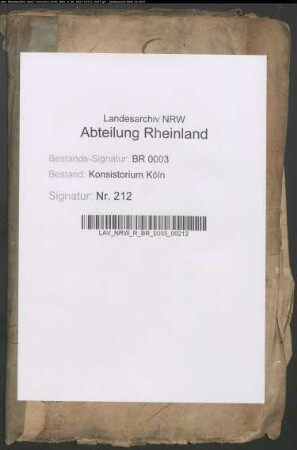 Landesarchiv NRW
Abteilung Rheinland
Bestands-Signatur: BR 0003
Bestand: Konsistorium Köln
Signatur: Nr. 212
LAV_NRW_R_BR_0003_00212